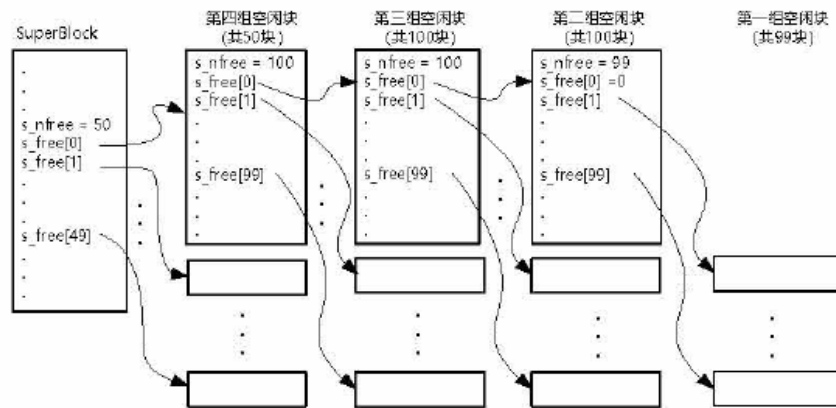 SuperBlock
s_nfree = 50
s_free[0]
s_free[1]
s_free[49]
第四组空闲块
(共50块)
s_nfree = 100
s_free[0]
s_free[1]
s_free[99]
第三组空闲块
(共100块)
s_nfree = 100
s_free[0]
s_free[1]
s_free[99]
第二组空闲块
(共100块)
s_nfree = 99
s_free[0] =0
s_free[1]
s_free[99]
第一组空闲块
(共99块)